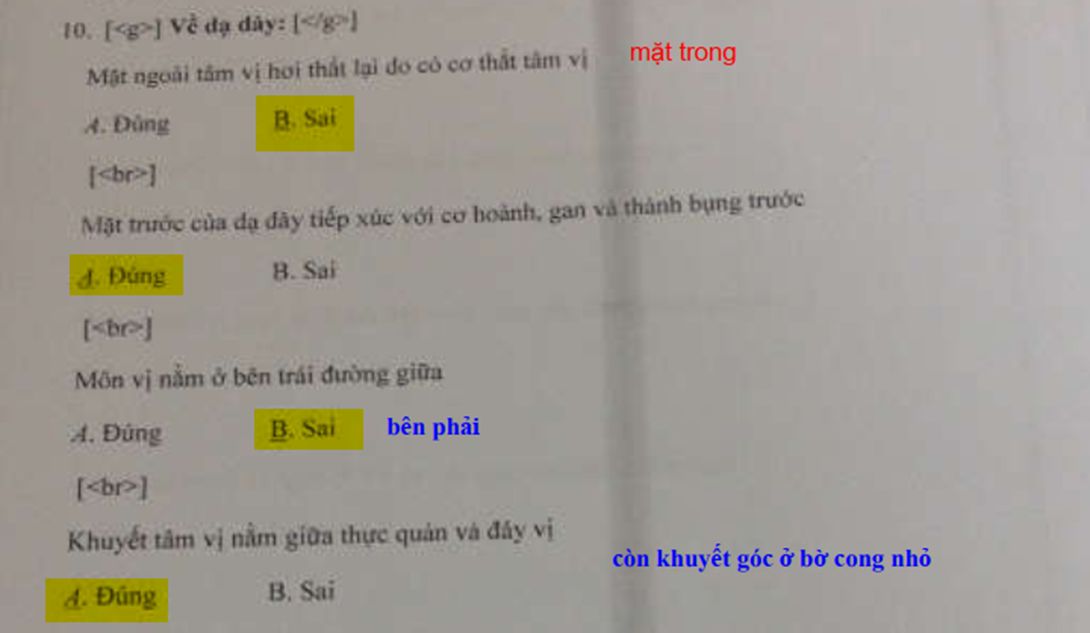 10. [<g>] Về dạ dày: [</g>]
Mặt ngoài tâm vị hơi thắt lại do có cơ thắt tâm vị mặt trong
A. Đúng B. Sai
[<br>]
Mặt trước của dạ dày tiếp xúc với cơ hoành, gan và thành bụng trước
A. Đúng B. Sai
[<br>]
Môn vị nằm ở bên trái đường giữa
A. Đúng B. Sai bên phải
[<br>]
Khuyết tâm vị nằm giữa thực quản và đáy vị
còn khuyết góc ở bờ cong nhỏ
A. Đúng B. Sai